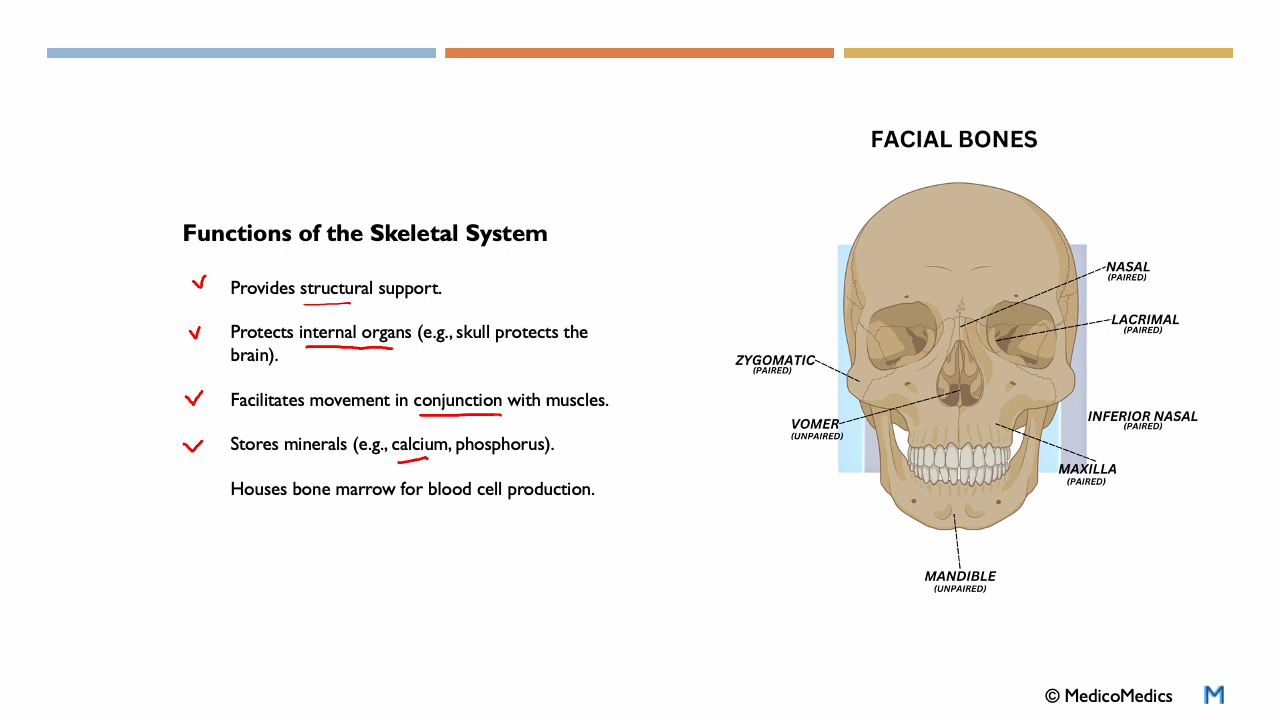 FACIAL BONES
Functions of the Skeletal System
Provides structural support.
Protects internal organs (e.g., skull protects the
brain).
Facilitates movement in conjunction with muscles.
Stores minerals (e.g., calcium, phosphorus).
Houses bone marrow for blood cell production.
NASAL
(PAIRED)
LACRIMAL
(PAIRED)
ZYGOMATIC
(PAIRED)
VOMER
(UNPAIRED)
INFERIOR NASAL
(PAIRED)
MAXILLA
(PAIRED)
MANDIBLE
(UNPAIRED)
© MedicoMedics
M